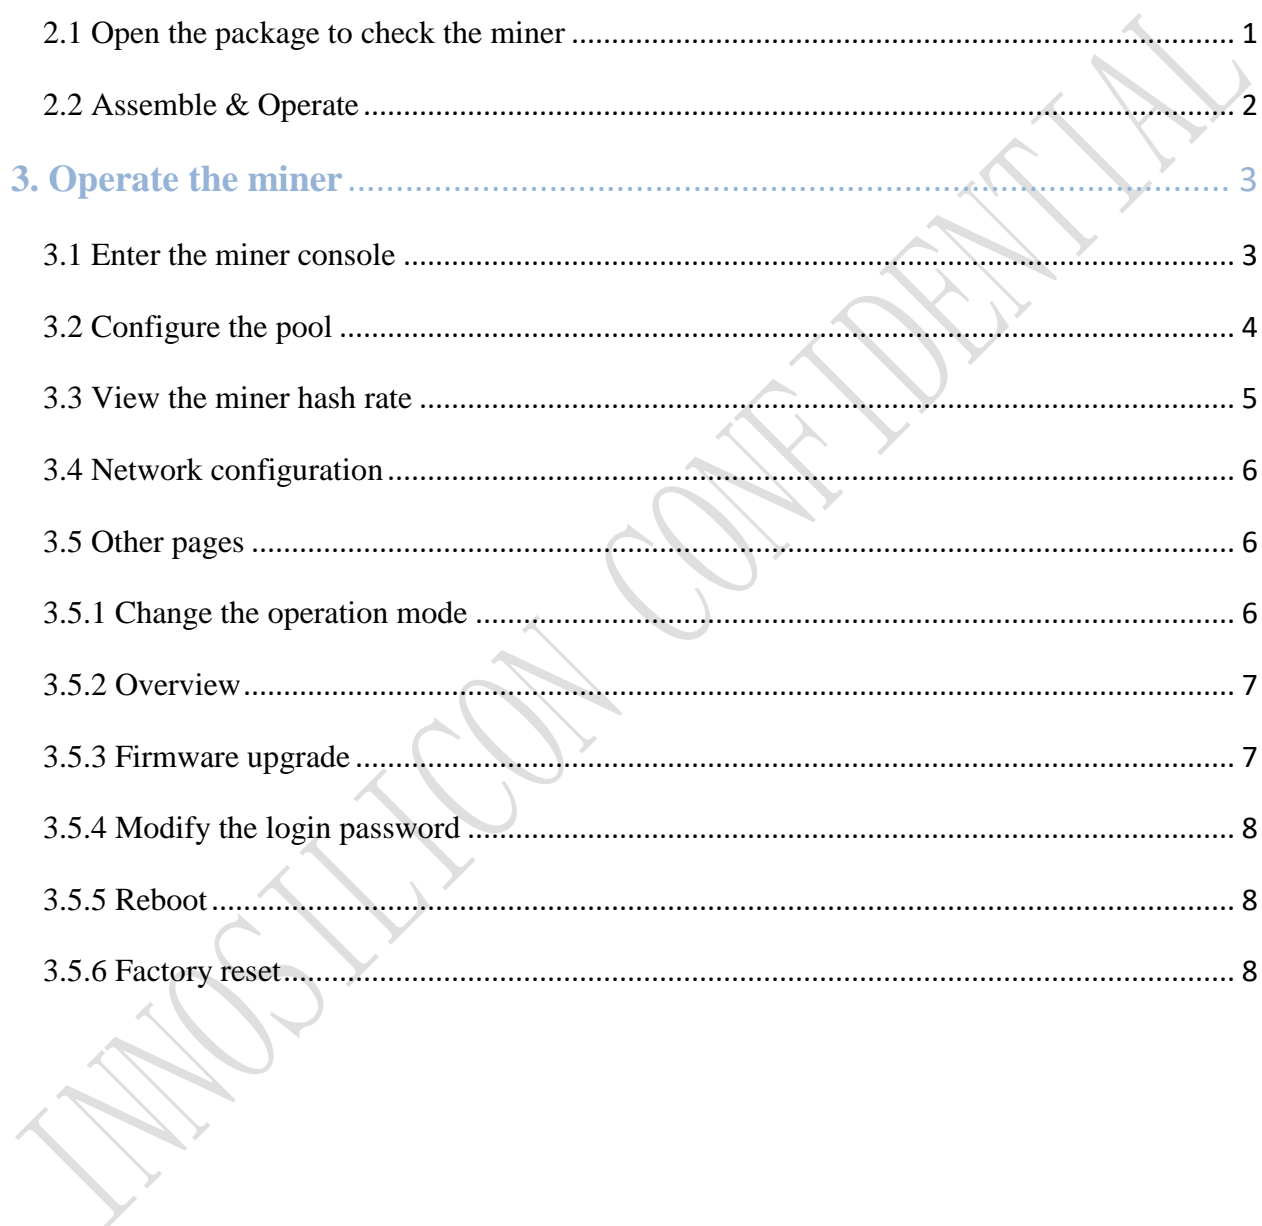 2.1 Open the package to check the miner ........................................ 1
2.2 Assemble & Operate ........................................ 2
3. Operate the miner ........................................ 3
3.1 Enter the miner console ........................................ 3
3.2 Configure the pool ........................................ 4
3.3 View the miner hash rate ........................................ 5
3.4 Network configuration ........................................ 6
3.5 Other pages ........................................ 6
3.5.1 Change the operation mode ........................................ 6
3.5.2 Overview ........................................ 7
3.5.3 Firmware upgrade ........................................ 7
3.5.4 Modify the login password ........................................ 8
3.5.5 Reboot ........................................ 8
3.5.6 Factory reset ........................................ 8
INNOSILICON CONFIDENTIAL